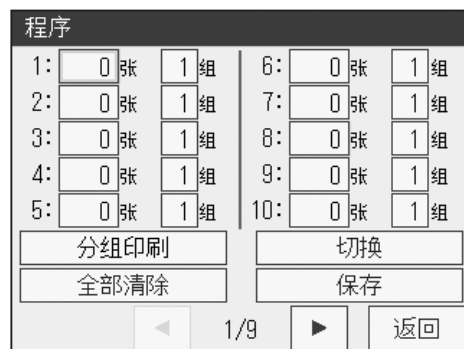 程序
1: 0 张 1 组 6: 0 张 1 组
2: 0 张 1 组 7: 0 张 1 组
3: 0 张 1 组 8: 0 张 1 组
4: 0 张 1 组 9: 0 张 1 组
5: 0 张 1 组 10: 0 张 1 组
分组印刷 切换
全部清除 保存
1/9 返回